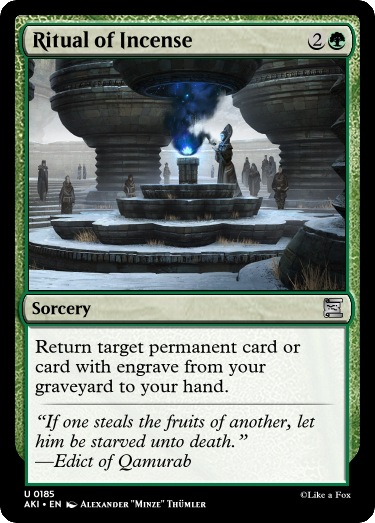 Ritual of Incense 2
Sorcery
Return target permanent card or
card with engrave from your
graveyard to your hand.
“If one steals the fruits of another, let
him be starved unto death.”
—Edict of Qamurab
U 0185
AKI • EN Alexander "Minze" Thümler
©Like a Fox